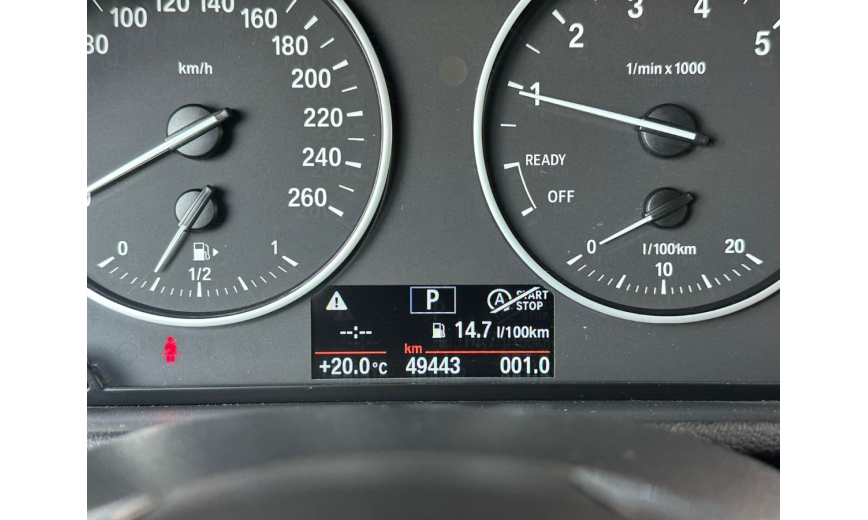 80
100
120
140
160
180
200
220
240
260
km/h
0
1/2
1
1
2
3
4
5
1/min x 1000
READY
OFF
0
10
20
l/100km
P
A START
STOP
--:--
14.7 l/100km
km
+20.0°C 49443 001.0